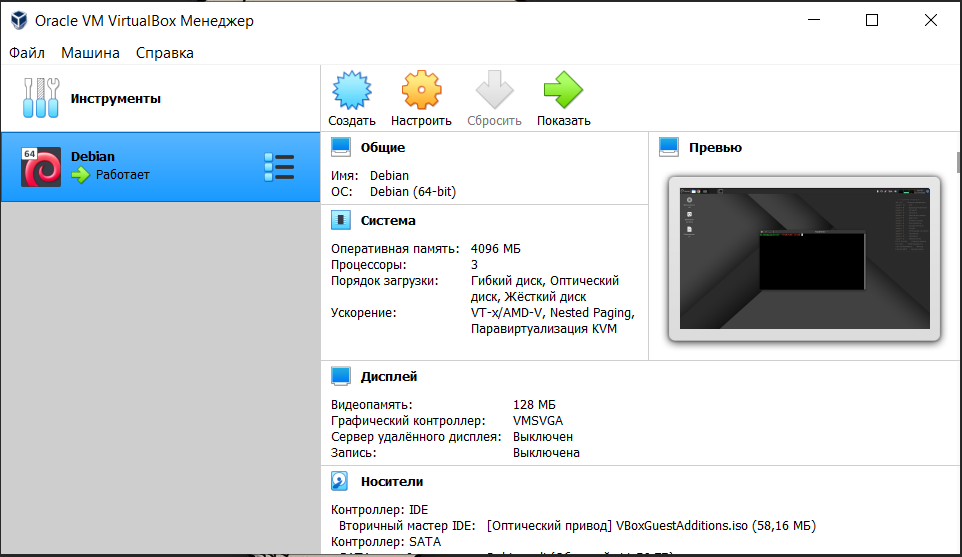 Oracle VM VirtualBox Менеджер
Файл Машина Справка
Инструменты
Создать Настроить Сбросить Показать
64
Debian
Работает
Общие
Имя: Debian
ОС: Debian (64-bit)
Превью
Система
Оперативная память: 4096 МБ
Процессоры: 3
Порядок загрузки: Гибкий диск, Оптический
диск, Жёсткий диск
Ускорение: VT-x/AMD-V, Nested Paging,
Паравиртуализация KVM
Дисплей
Видеопамять: 128 МБ
Графический контроллер: VMSVGA
Сервер удалённого дисплея: Выключен
Запись: Выключена
Носители
Контроллер: IDE
Вторичный мастер IDE: [Оптический привод] VBoxGuestAdditions.iso (58,16 МБ)
Контроллер: SATA